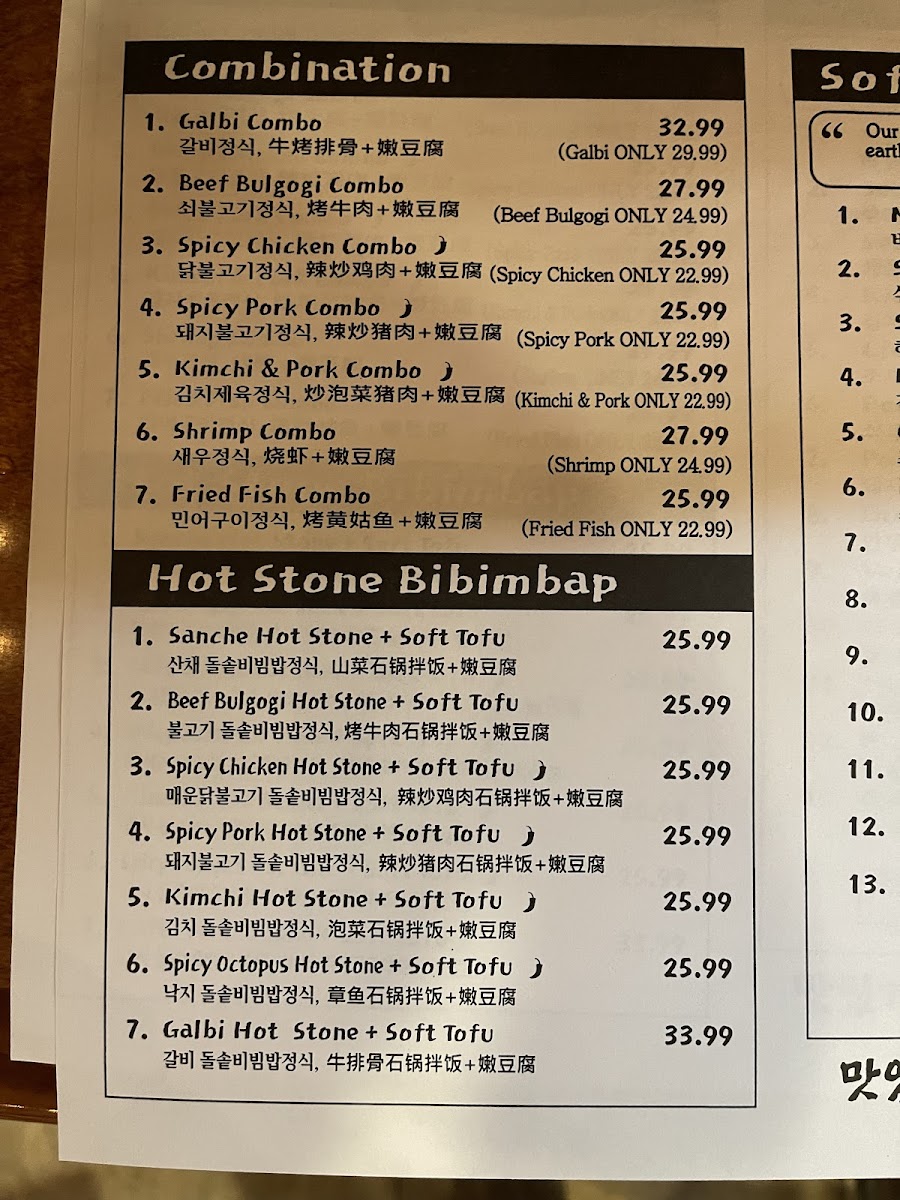 Combination
1. Galbi Combo 32.99
갈비정식, 牛烤排骨+嫩豆腐 (Galbi ONLY 29.99)
2. Beef Bulgogi Combo 27.99
쇠불고기정식, 烤牛肉+嫩豆腐 (Beef Bulgogi ONLY 24.99)
3. Spicy Chicken Combo 25.99
닭불고기정식, 辣炒鸡肉+嫩豆腐 (Spicy Chicken ONLY 22.99)
4. Spicy Pork Combo 25.99
돼지불고기정식, 辣炒猪肉+嫩豆腐 (Spicy Pork ONLY 22.99)
5. Kimchi & Pork Combo 25.99
김치제육정식, 炒泡菜猪肉+嫩豆腐 (Kimchi & Pork ONLY 22.99)
6. Shrimp Combo 27.99
새우정식, 烧虾+嫩豆腐 (Shrimp ONLY 24.99)
7. Fried Fish Combo 25.99
민어구이정식, 烤黄姑鱼+嫩豆腐 (Fried Fish ONLY 22.99)
Hot Stone Bibimbap
1. Sanche Hot Stone + Soft Tofu 25.99
산채 돌솥비빔밥정식, 山菜石锅拌饭+嫩豆腐
2. Beef Bulgogi Hot Stone + Soft Tofu 25.99
불고기 돌솥비빔밥정식, 烤牛肉石锅拌饭+嫩豆腐
3. Spicy Chicken Hot Stone + Soft Tofu 25.99
매운닭불고기 돌솥비빔밥정식, 辣炒鸡肉石锅拌饭+嫩豆腐
4. Spicy Pork Hot Stone + Soft Tofu 25.99
돼지불고기 돌솥비빔밥정식, 辣炒猪肉石锅拌饭+嫩豆腐
5. Kimchi Hot Stone + Soft Tofu 25.99
김치 돌솥비빔밥정식, 泡菜石锅拌饭+嫩豆腐
6. Spicy Octopus Hot Stone + Soft Tofu 25.99
낙지 돌솥비빔밥정식, 章鱼石锅拌饭+嫩豆腐
7. Galbi Hot Stone + Soft Tofu 33.99
갈비 돌솥비빔밥정식, 牛排骨石锅拌饭+嫩豆腐
“ Our
1.
2.
3.
4.
5.
6.
7.
8.
9.
10.
11.
12.
13.